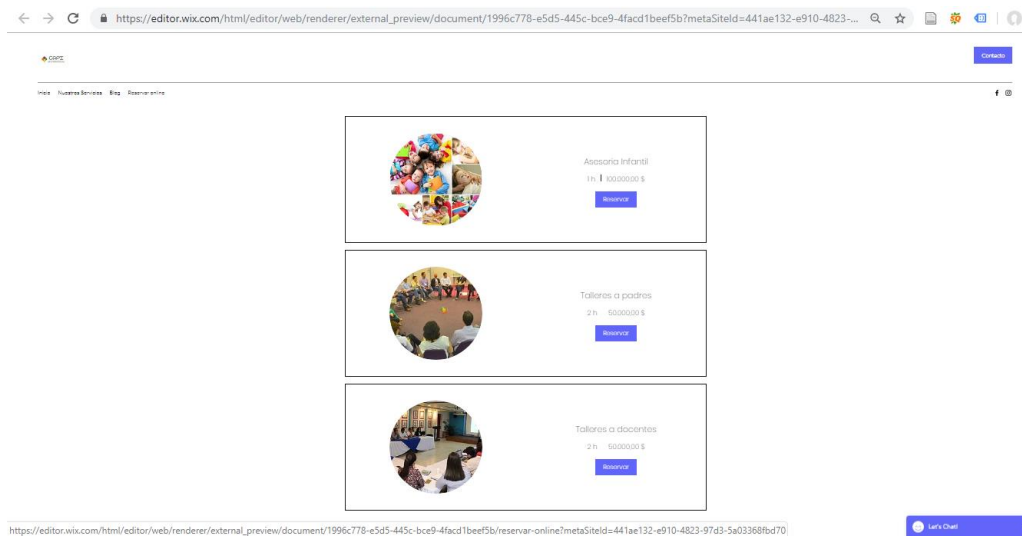 https://editor.wix.com/html/editor/web/renderer/external_preview/document/1996c778-e5d5-445c-bce9-4facd1beef5b?metaSiteId=441ae132-e910-4823-...
Contacto
Inicio Nuestros Servicios Blog Reservar online
Asesoria Infantil
1 h 100.000,00 $
Reservar
Talleres a padres
2 h 50.000,00 $
Reservar
Talleres a docentes
2 h 50.000,00 $
Reservar
https://editor.wix.com/html/editor/web/renderer/external_preview/document/1996c778-e5d5-445c-bce9-4facd1beef5b/reservar-online?metaSiteId=441ae132-e910-4823-97d3-5a03368fbd70
Let's Chat!